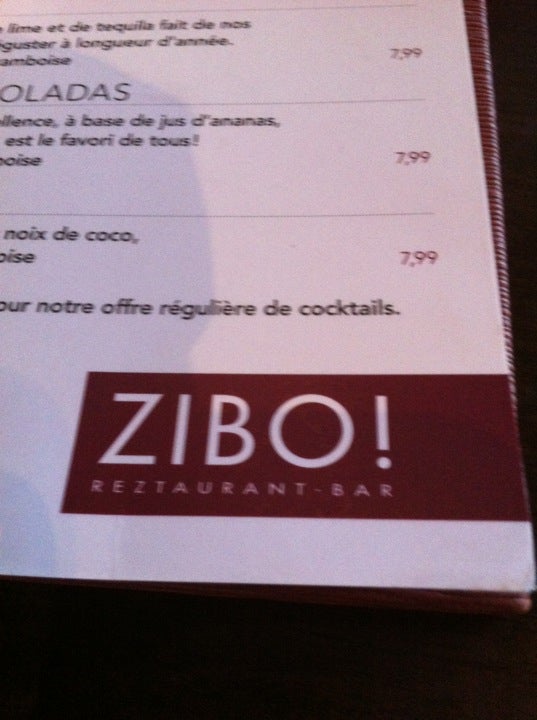 lime et de tequila fait de nos
éguster à longueur d'année.
amboise 7,99
OLADAS
llence, à base de jus d'ananas,
est le favori de tous!
boise 7,99
noix de coco,
oise 7,99
our notre offre régulière de cocktails.
ZIBO!
REZTAURANT-BAR